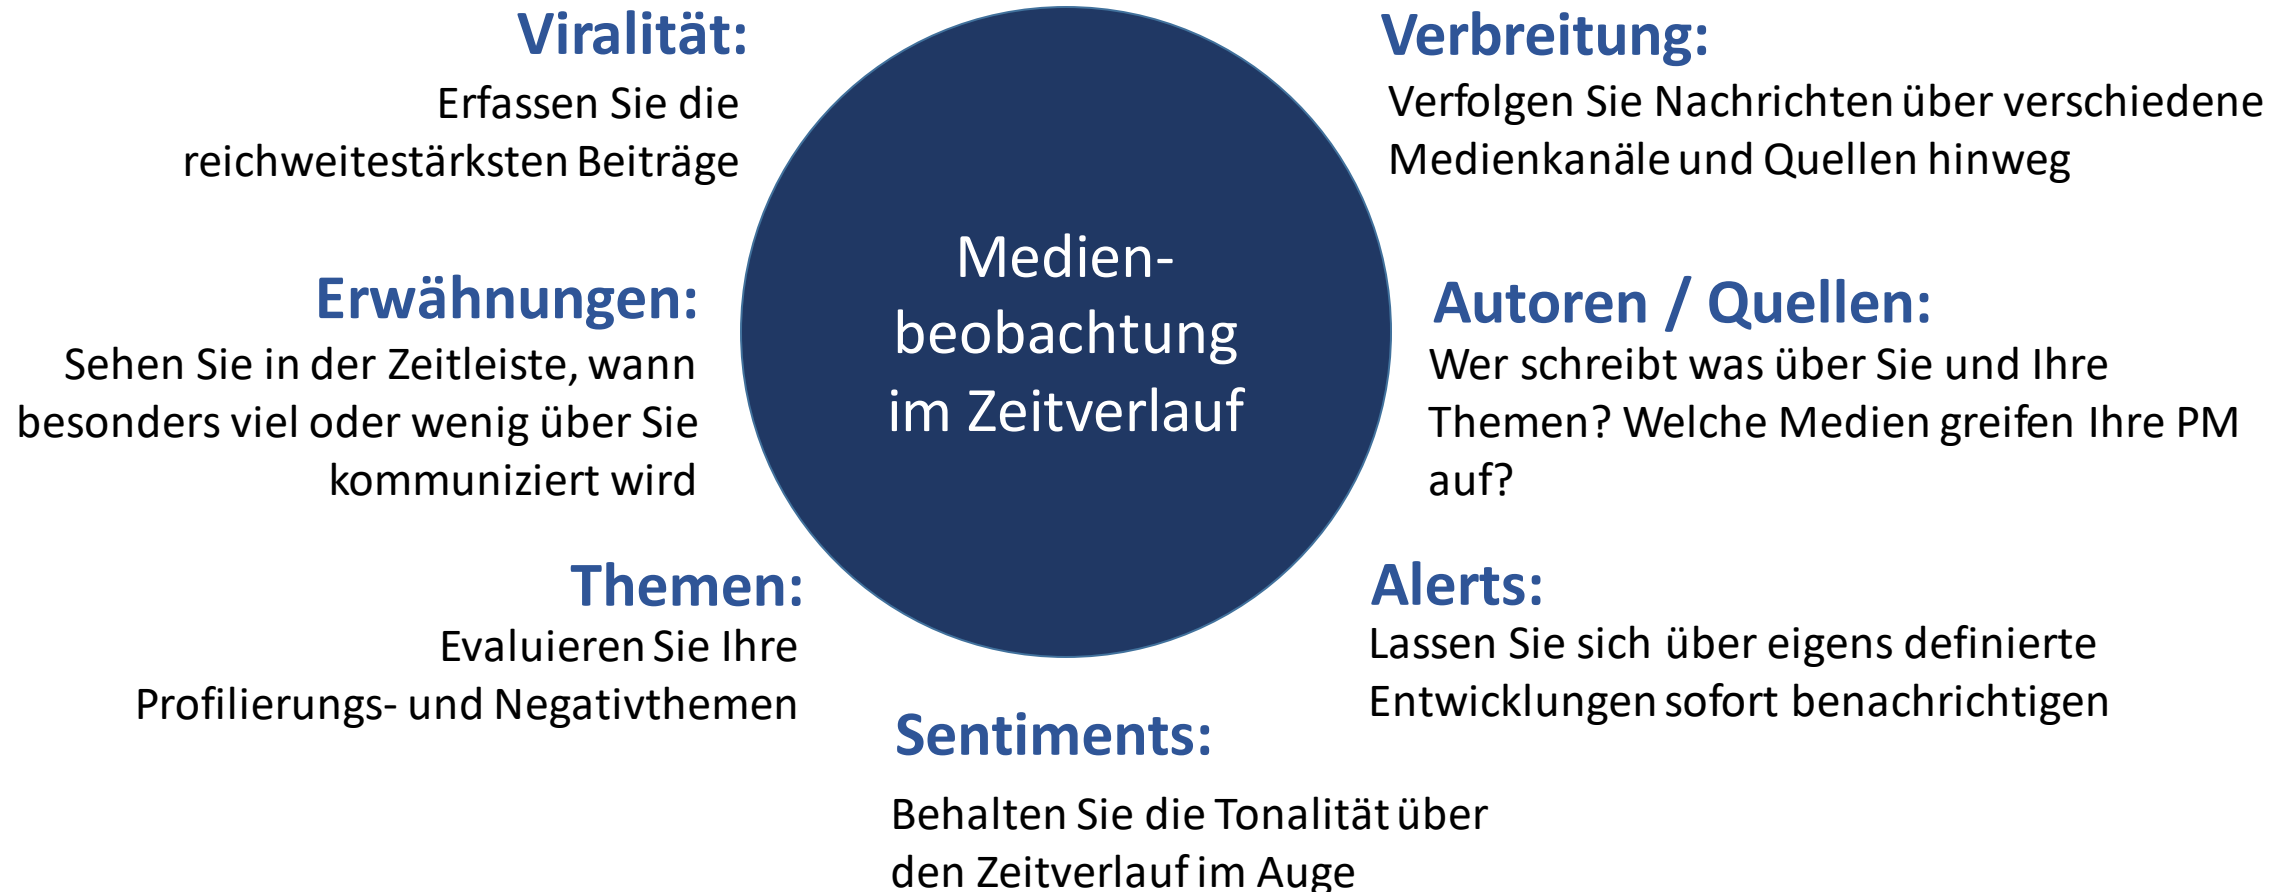 Viralität:
Erfassen Sie die
reichweitestärksten Beiträge
Erwähnungen:
Sehen Sie in der Zeitleiste, wann
besonders viel oder wenig über Sie
kommuniziert wird
Themen:
Evaluieren Sie Ihre
Profilierungs- und Negativthemen
Medien-
beobachtung
im Zeitverlauf
Sentiments:
Behalten Sie die Tonalität über
den Zeitverlauf im Auge
Verbreitung:
Verfolgen Sie Nachrichten über verschiedene
Medienkanäle und Quellen hinweg
Autoren / Quellen:
Wer schreibt was über Sie und Ihre
Themen? Welche Medien greifen Ihre PM
auf?
Alerts:
Lassen Sie sich über eigens definierte
Entwicklungen sofort benachrichtigen